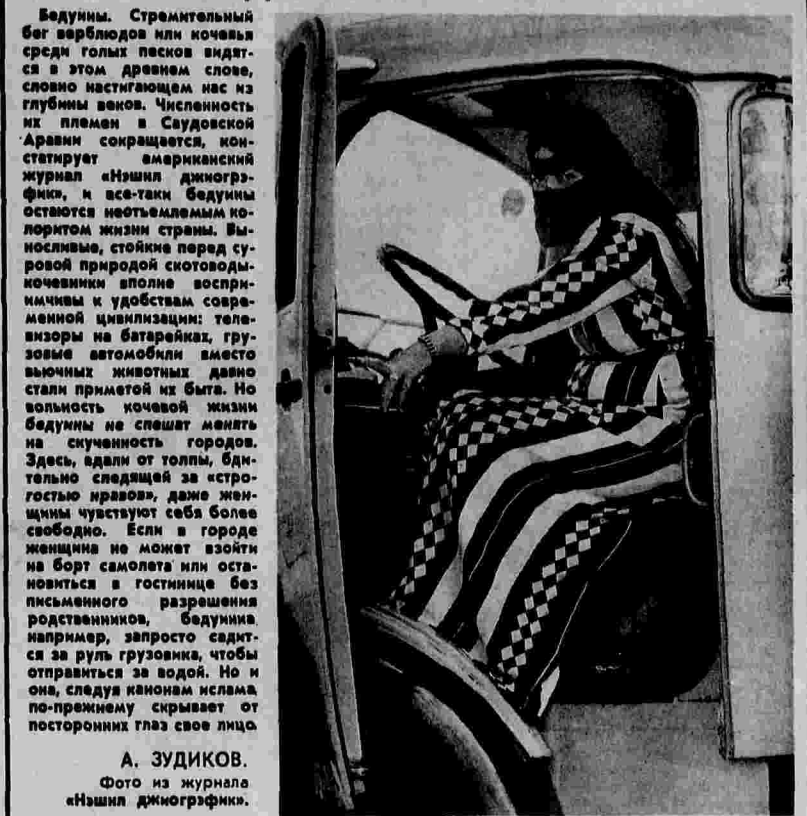 Бедуины. Стремительный
бег верблюдов или кочевья
среди голых песков видят-
ся в этом древнем слове,
словно настигающем нас из
глубины веков. Численность
их племен в Саудовской
Аравии сокращается, кон-
статирует американский
журнал «Нэшнл джиогрэ-
фик», и все-таки бедуины
остаются неотъемлемым ко-
лоритом жизни страны. Вы-
носливые, стойкие перед су-
ровой природой скотоводы-
кочевники вполне воспри-
имчивы к удобствам совре-
менной цивилизации: теле-
визоры на батарейках, гру-
зовые автомобили вместо
вьючных животных давно
стали приметой их быта. Но
вольность кочевой жизни
бедуины не спешат менять
на скученность городов.
Здесь, вдали от толпы, бди-
тельно следящей за «стро-
гостью нравов», даже жен-
щины чувствуют себя более
свободно. Если в городе
женщина не может взойти
на борт самолета или оста-
новиться в гостинице без
письменного разрешения
родственников, бедуинка,
например, запросто садит-
ся за руль грузовика, чтобы
отправиться за водой. Но и
она, следуя канонам ислама,
по-прежнему скрывает от
посторонних глаз свое лицо.
А. ЗУДИКОВ.
Фото из журнала
«Нэшнл джиогрэфик».